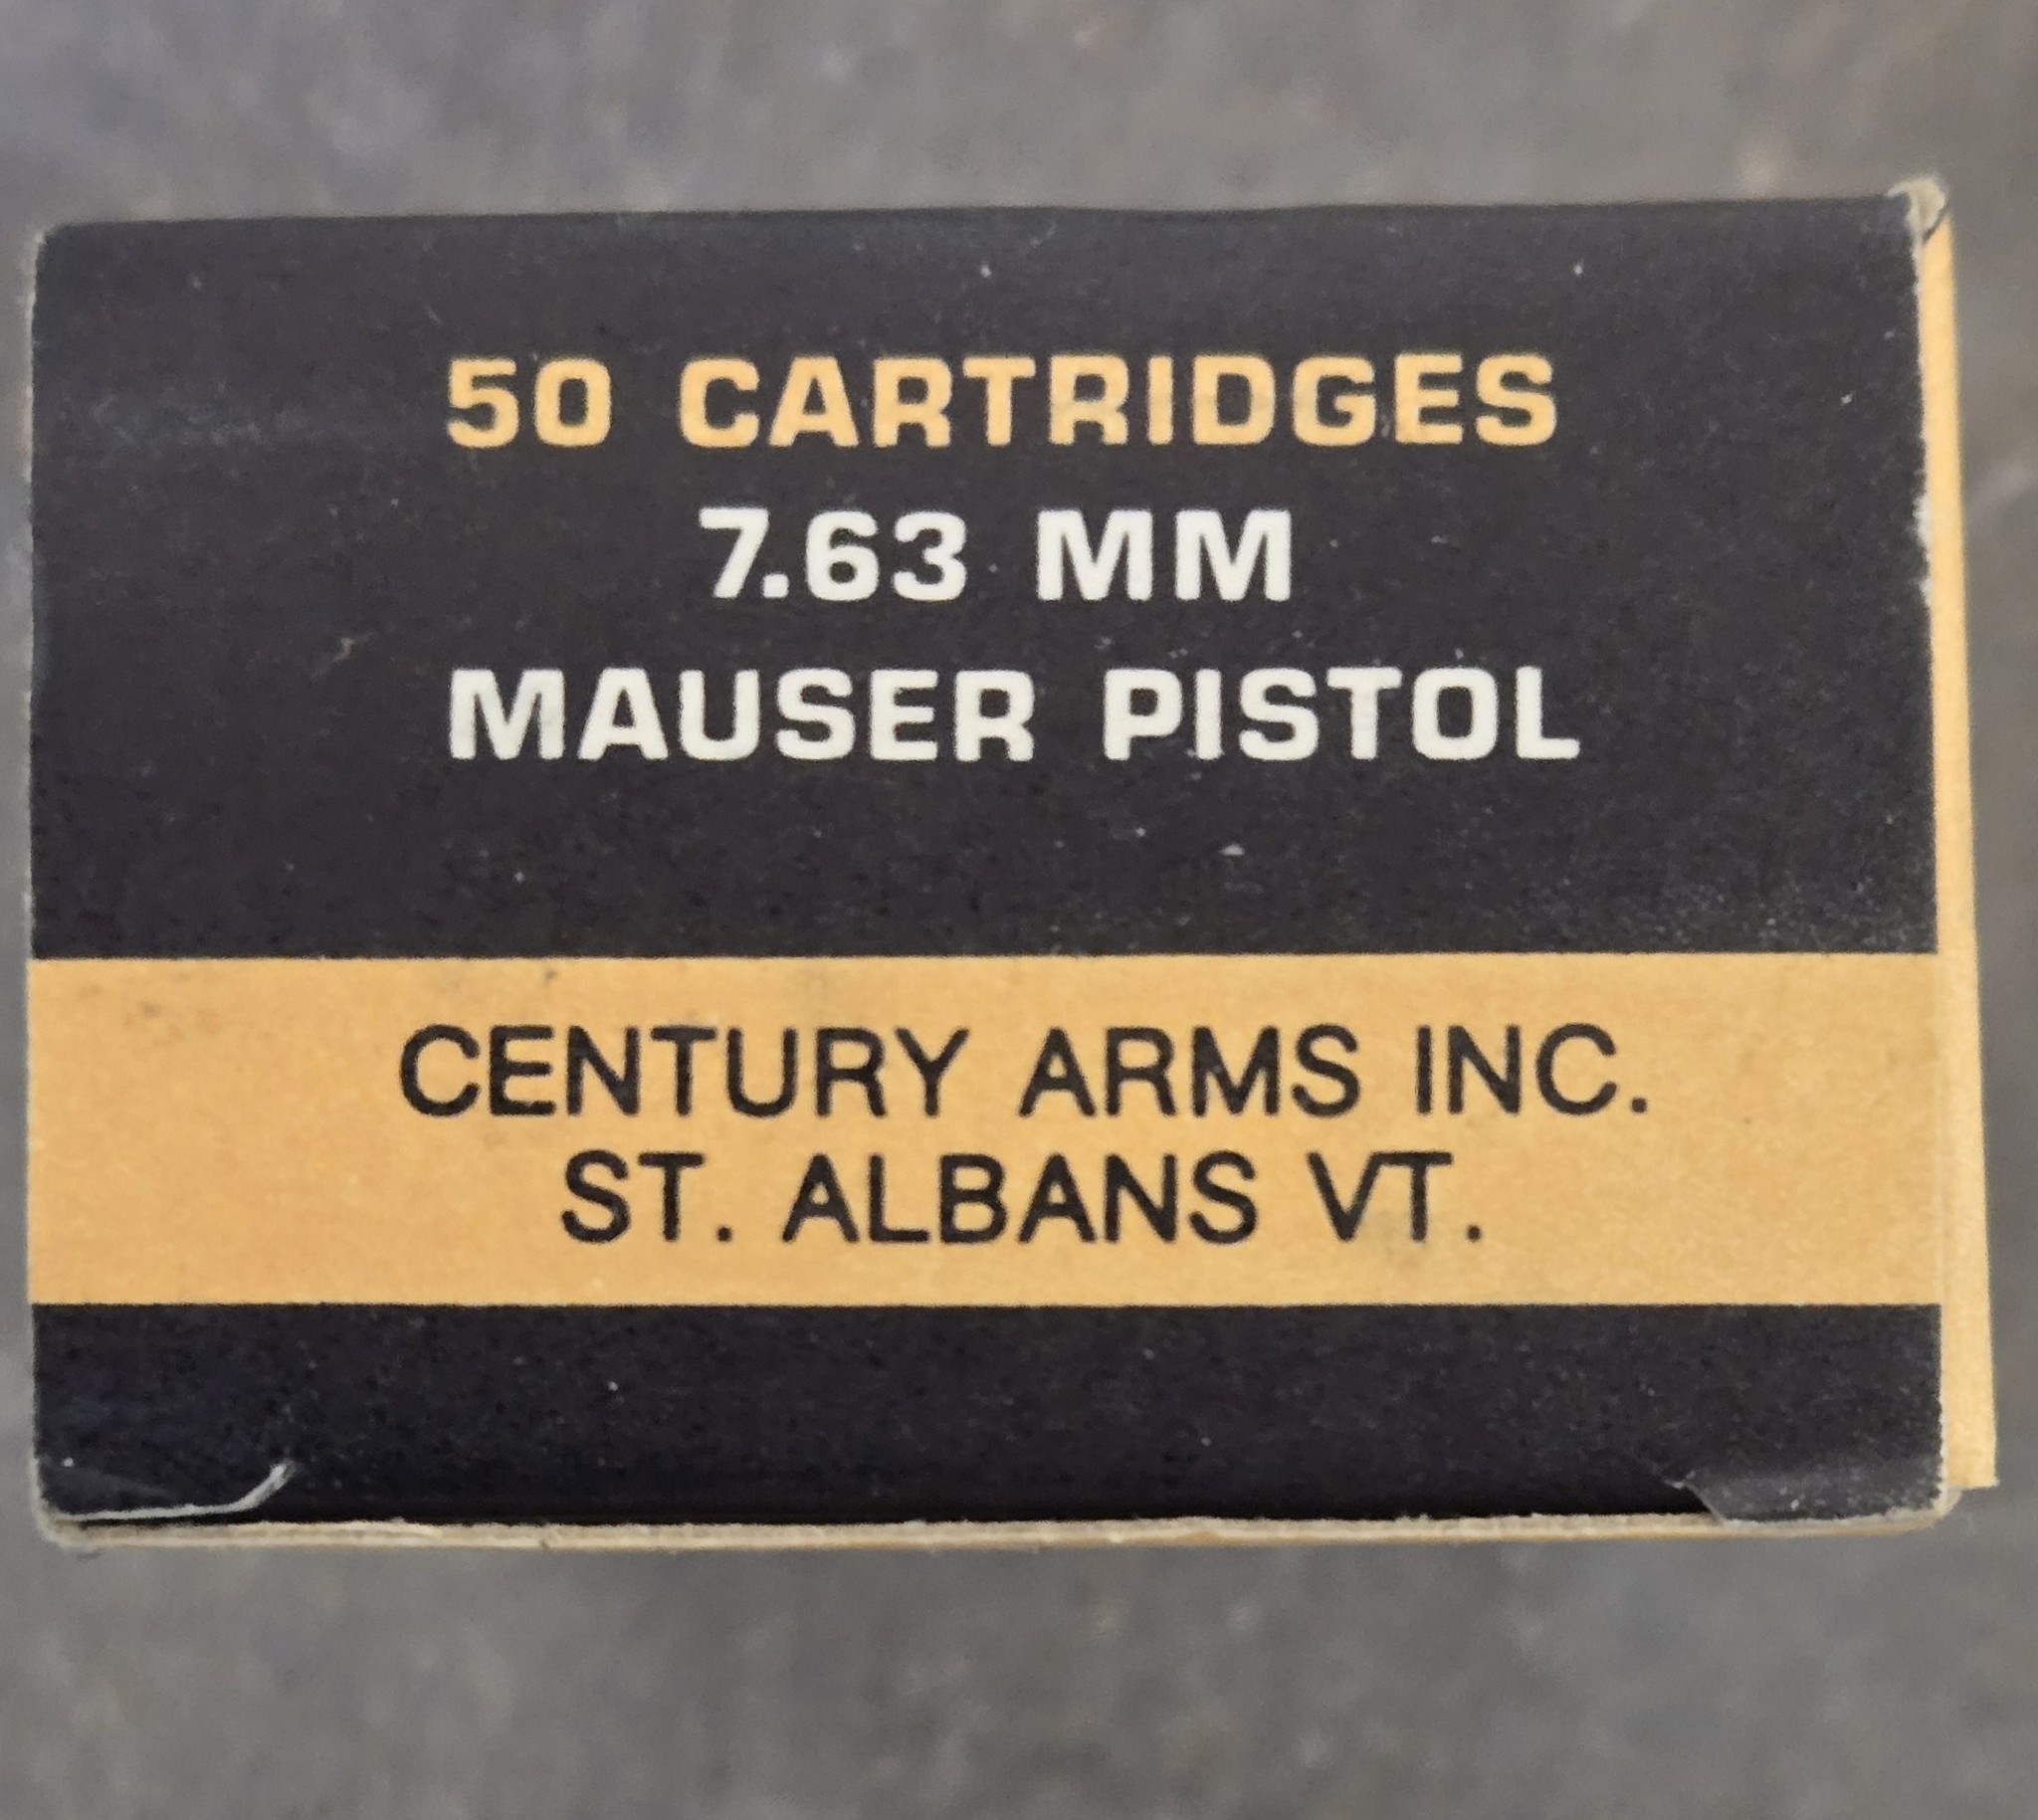 50 CARTRIDGES
7.63 MM
MAUSER PISTOL
CENTURY ARMS INC.
ST. ALBANS VT.